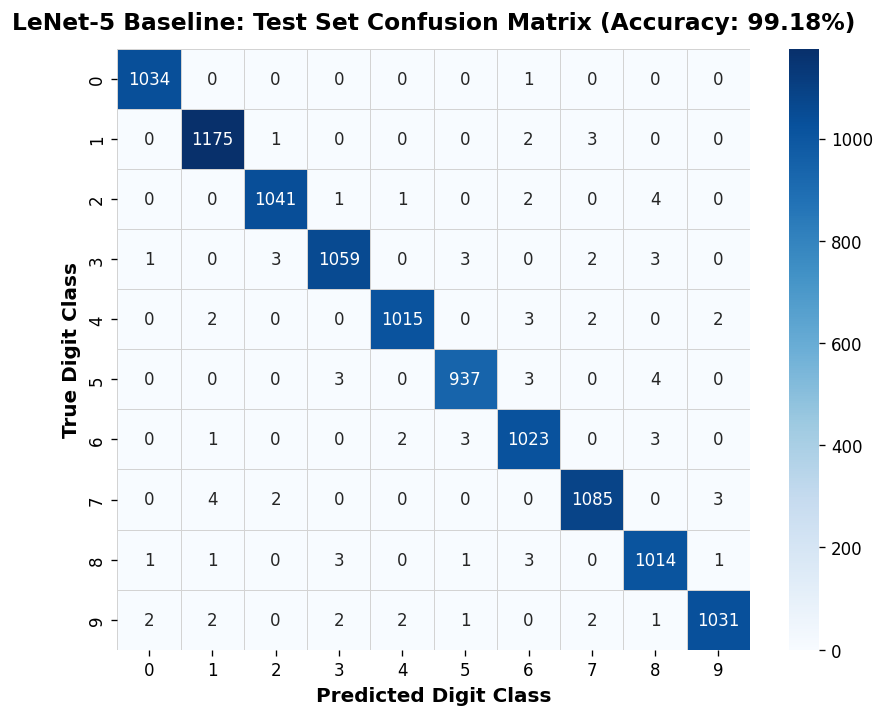 LeNet-5 Baseline: Test Set Confusion Matrix (Accuracy: 99.18%)
0 1034 0 0 0 0 0 1 0 0 0
1 0 1175 1 0 0 0 2 3 0 0
2 0 0 1041 1 1 0 2 0 4 0
3 1 0 3 1059 0 3 0 2 3 0
4 0 2 0 0 1015 0 3 2 0 2
5 0 0 0 3 0 937 3 0 4 0
6 0 1 0 0 2 3 1023 0 3 0
7 0 4 2 0 0 0 0 1085 0 3
8 1 1 0 3 0 1 3 0 1014 1
9 2 2 0 2 2 1 0 2 1 1031
0 1 2 3 4 5 6 7 8 9
Predicted Digit Class
True Digit Class
1000
800
600
400
200
0